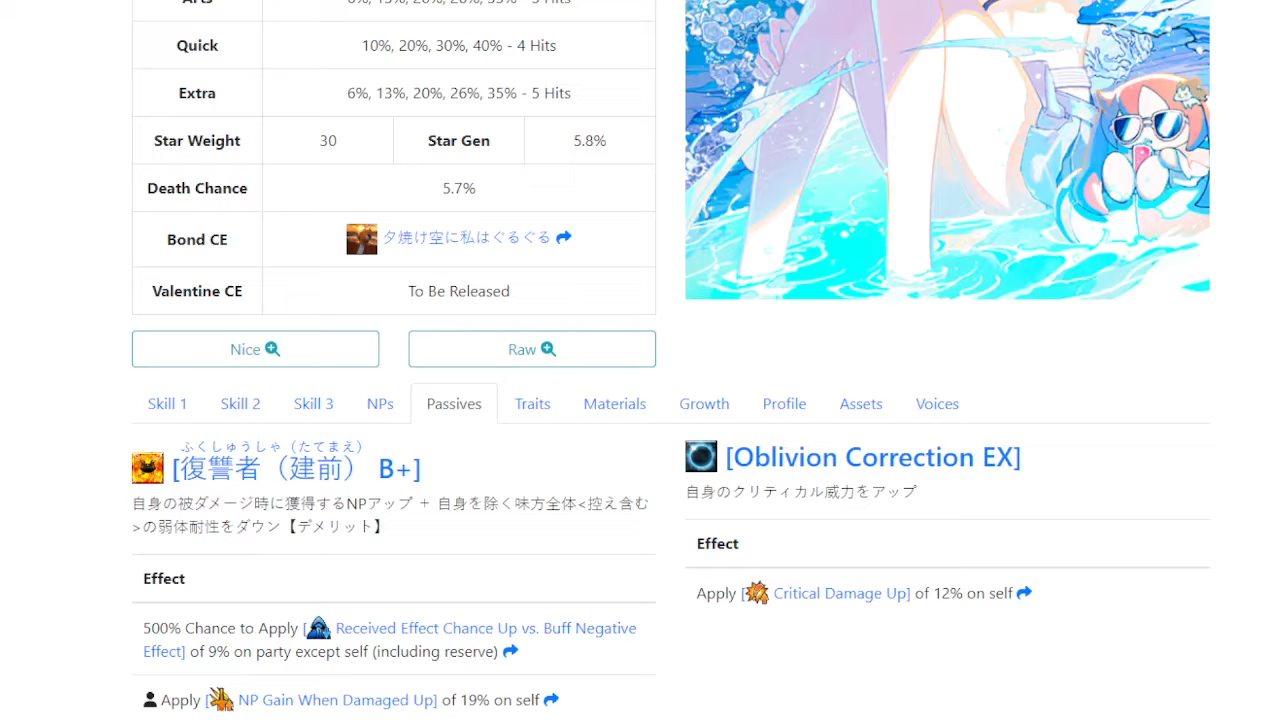 Quick 10%, 20%, 30%, 40% - 4 Hits
Extra 6%, 13%, 20%, 26%, 35% - 5 Hits
Star Weight 30 Star Gen 5.8%
Death Chance 5.7%
Bond CE 夕焼け空に私はぐるぐる
Valentine CE To Be Released
Nice Raw
Skill 1 Skill 2 Skill 3 NPs Passives Traits Materials Growth Profile Assets Voices
ふくしゅうしゃ（たてまえ）
[復讐者（建前） B+]
自身の被ダメージ時に獲得するNPアップ ＋ 自身を除く味方全体<控え含む
>の弱体耐性をダウン【デメリット】
Effect
500% Chance to Apply [Received Effect Chance Up vs. Buff Negative
Effect] of 9% on party except self (including reserve)
Apply [NP Gain When Damaged Up] of 19% on self
[Oblivion Correction EX]
自身のクリティカル威力をアップ
Effect
Apply [Critical Damage Up] of 12% on self